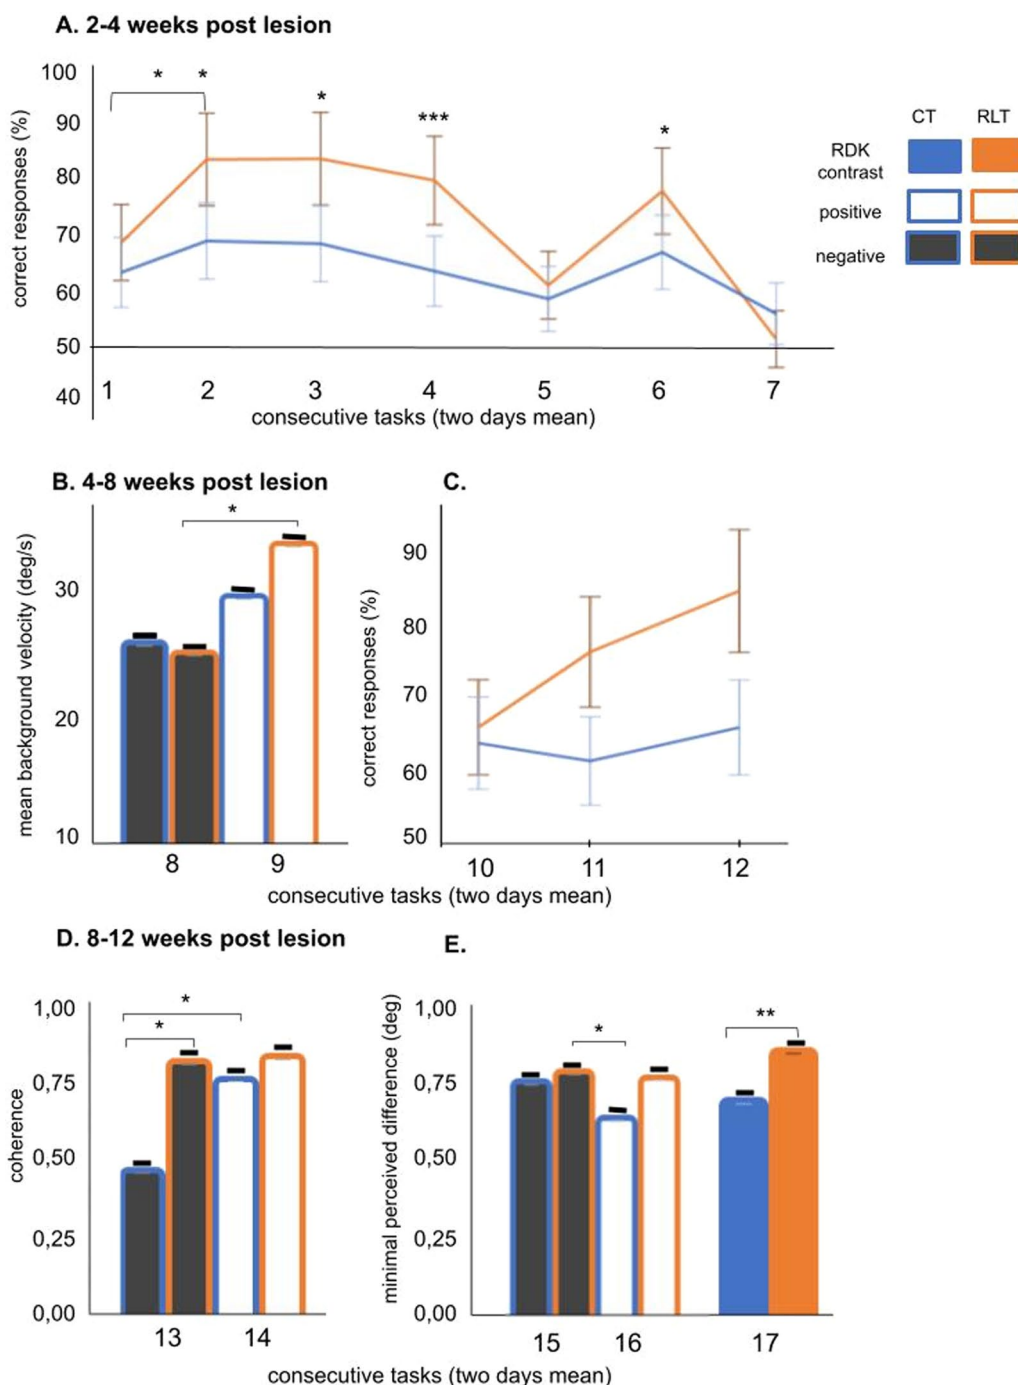 A. 2-4 weeks post lesion
correct responses (%)
100
90
80
70
60
50
40
* *
*
***
*
1 2 3 4 5 6 7
consecutive tasks (two days mean)
CT RLT
RDK
contrast
positive
negative
B. 4-8 weeks post lesion
mean background velocity (deg/s)
30
20
10
*
8 9
C.
correct responses (%)
90
80
70
60
50
10 11 12
consecutive tasks (two days mean)
D. 8-12 weeks post lesion
coherence
1,00
0,75
0,50
0,25
0,00
*
*
13 14
E.
minimal perceived difference (deg)
1,00
0,75
0,50
0,25
0,00
*
**
15 16 17
consecutive tasks (two days mean)